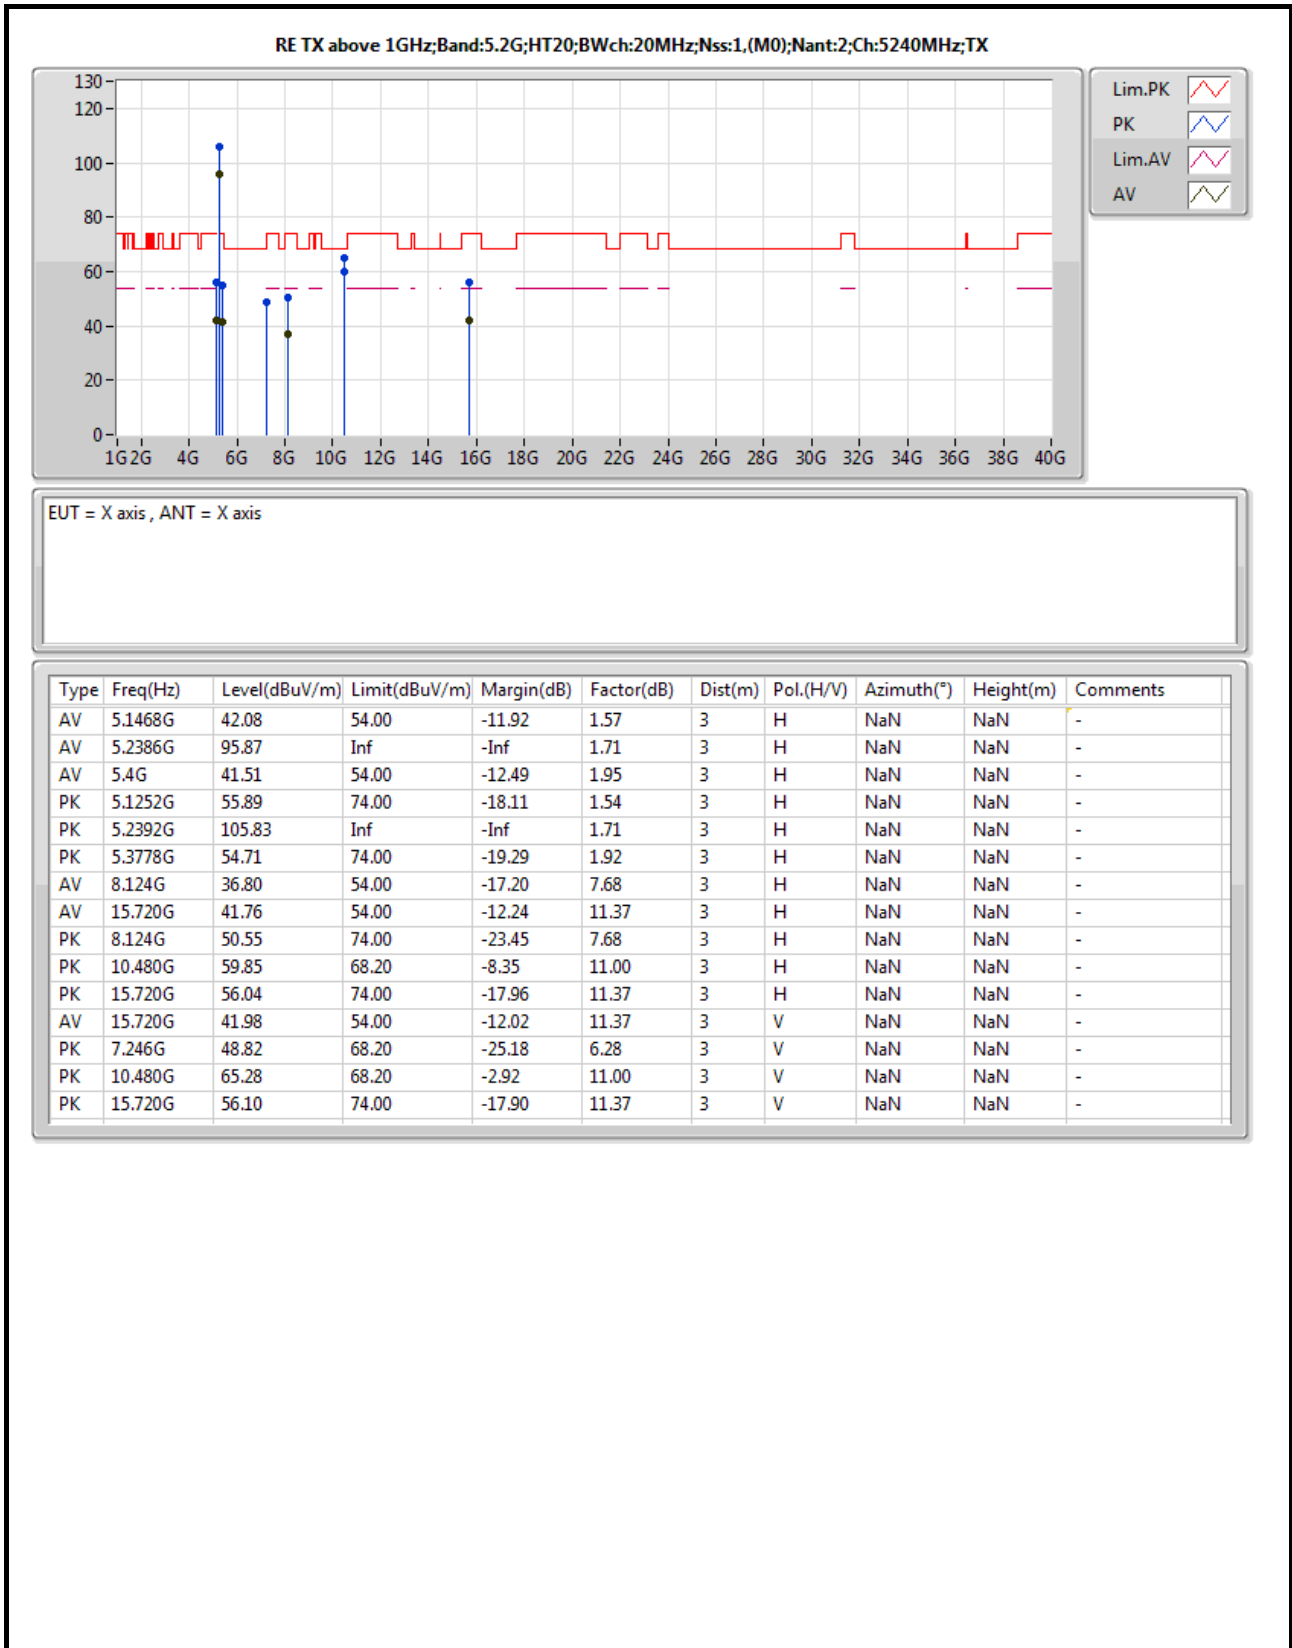 RE TX above 1GHz;Band:5.2G;HT20;BWch:20MHz;Nss:1,(M0);Nant:2;Ch:5240MHz;TX
130
120
100
80
60
40
20
0
1G 2G 4G 6G 8G 10G 12G 14G 16G 18G 20G 22G 24G 26G 28G 30G 32G 34G 36G 38G 40G
Lim.PK
PK
Lim.AV
AV
EUT = X axis , ANT = X axis
Type Freq(Hz) Level(dBuV/m) Limit(dBuV/m) Margin(dB) Factor(dB) Dist(m) Pol.(H/V) Azimuth(°) Height(m) Comments
AV 5.1468G 42.08 54.00 -11.92 1.57 3 H NaN NaN -
AV 5.2386G 95.87 Inf -Inf 1.71 3 H NaN NaN -
AV 5.4G 41.51 54.00 -12.49 1.95 3 H NaN NaN -
PK 5.1252G 55.89 74.00 -18.11 1.54 3 H NaN NaN -
PK 5.2392G 105.83 Inf -Inf 1.71 3 H NaN NaN -
PK 5.3778G 54.71 74.00 -19.29 1.92 3 H NaN NaN -
AV 8.124G 36.80 54.00 -17.20 7.68 3 H NaN NaN -
AV 15.720G 41.76 54.00 -12.24 11.37 3 H NaN NaN -
PK 8.124G 50.55 74.00 -23.45 7.68 3 H NaN NaN -
PK 10.480G 59.85 68.20 -8.35 11.00 3 H NaN NaN -
PK 15.720G 56.04 74.00 -17.96 11.37 3 H NaN NaN -
AV 15.720G 41.98 54.00 -12.02 11.37 3 V NaN NaN -
PK 7.246G 48.82 68.20 -25.18 6.28 3 V NaN NaN -
PK 10.480G 65.28 68.20 -2.92 11.00 3 V NaN NaN -
PK 15.720G 56.10 74.00 -17.90 11.37 3 V NaN NaN -